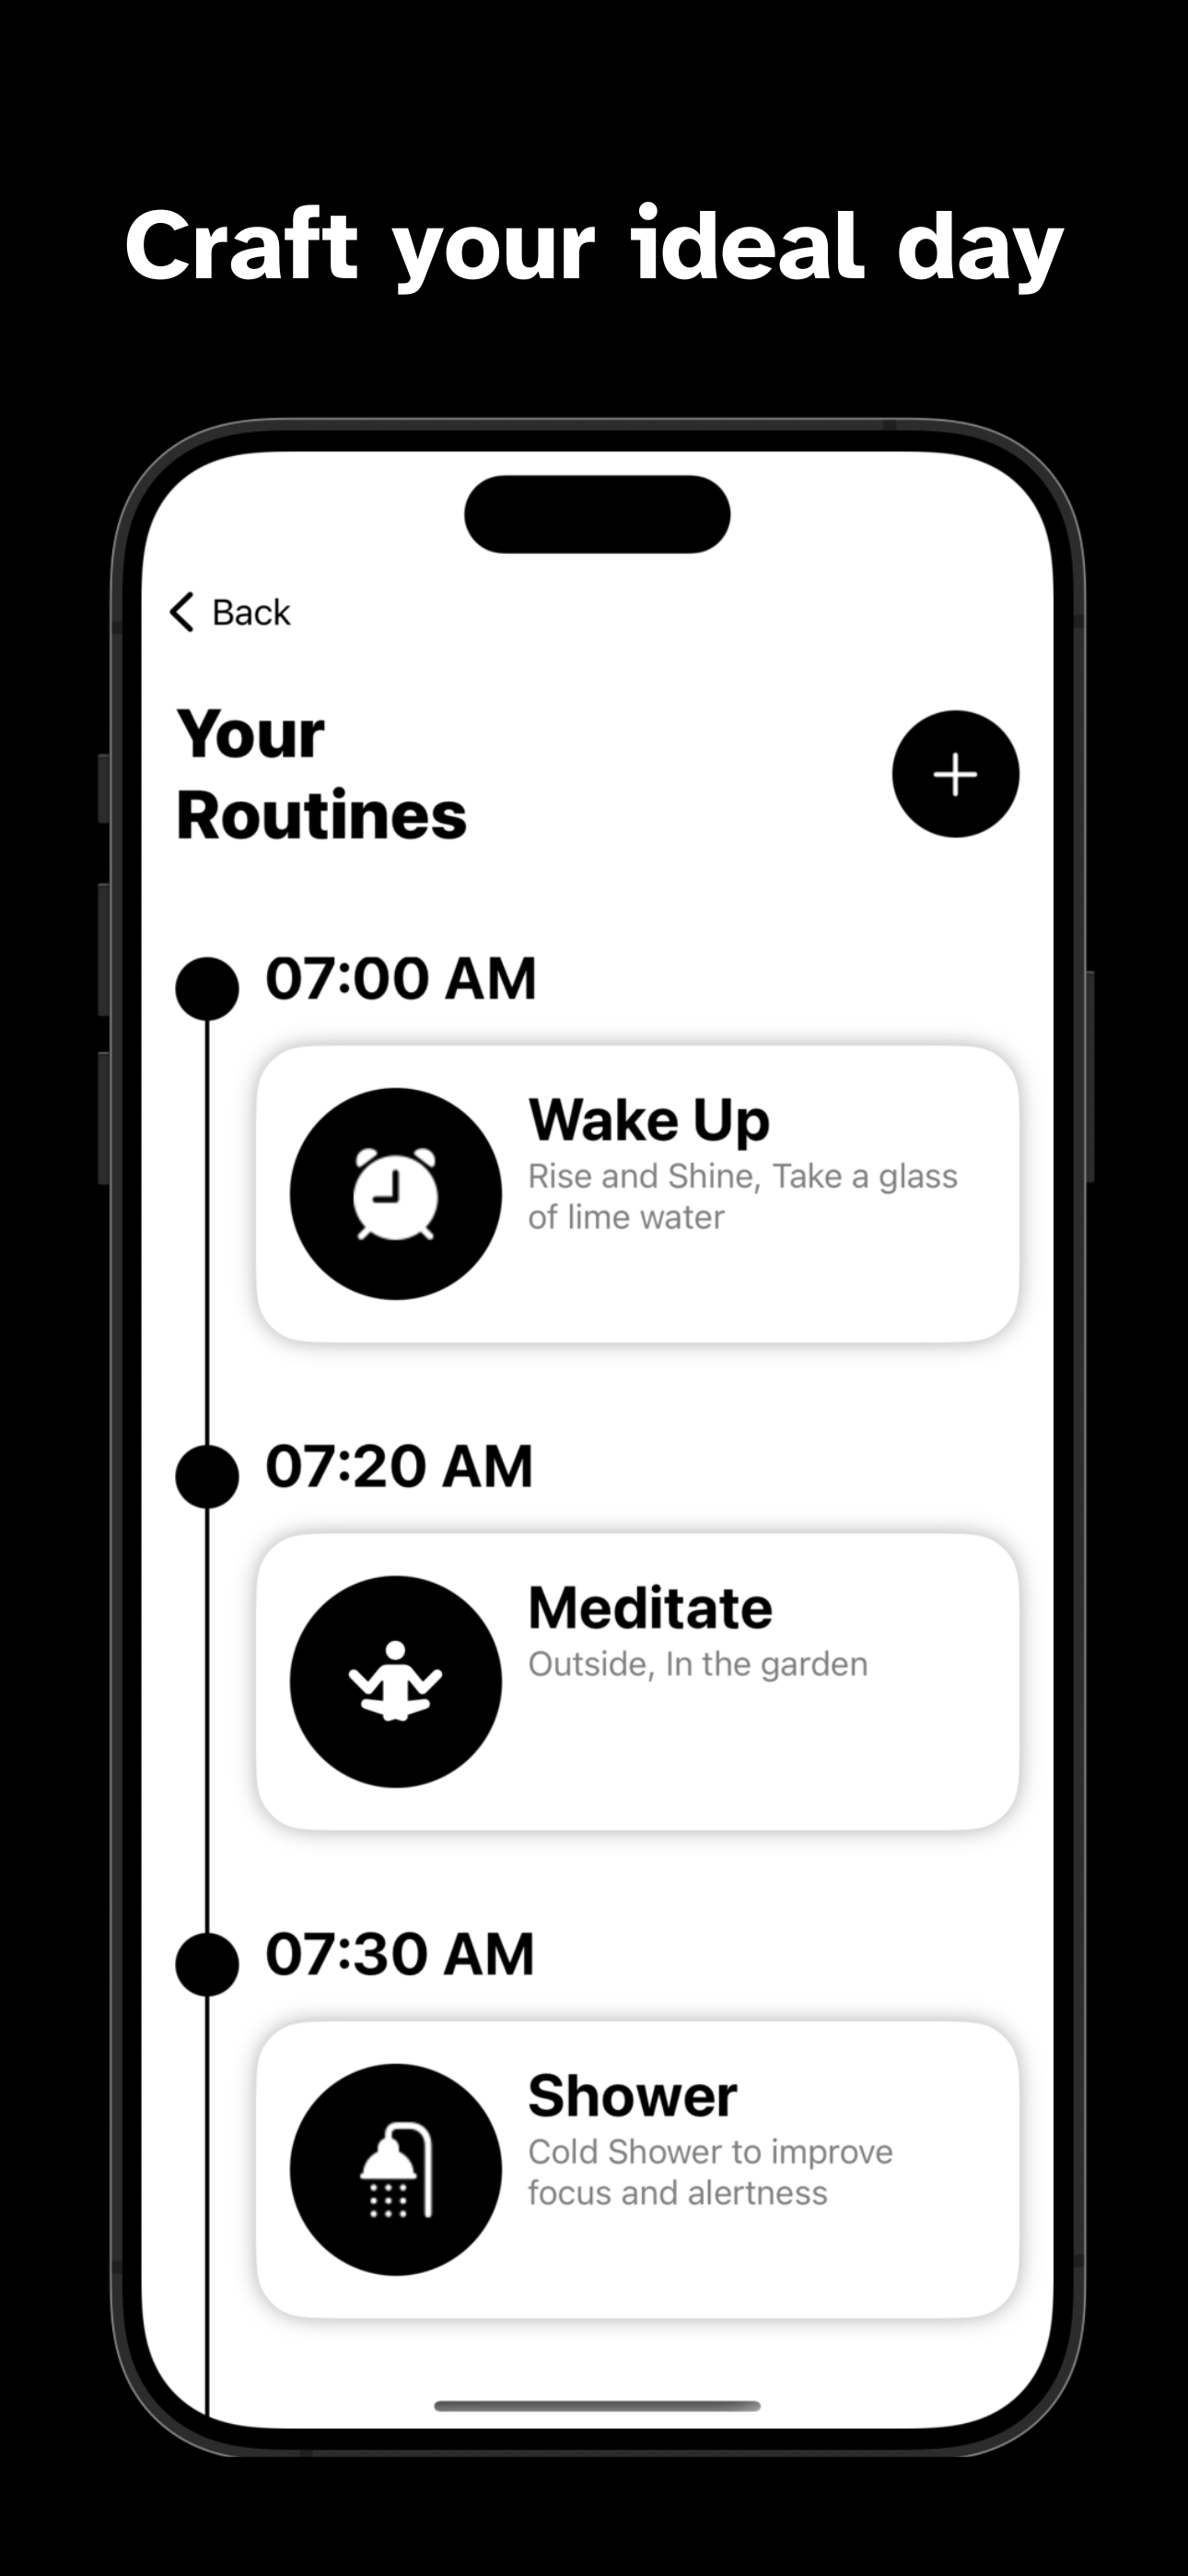 Craft your ideal day
Back
Your
Routines
07:00 AM
Wake Up
Rise and Shine, Take a glass
of lime water
07:20 AM
Meditate
Outside, In the garden
07:30 AM
Shower
Cold Shower to improve
focus and alertness